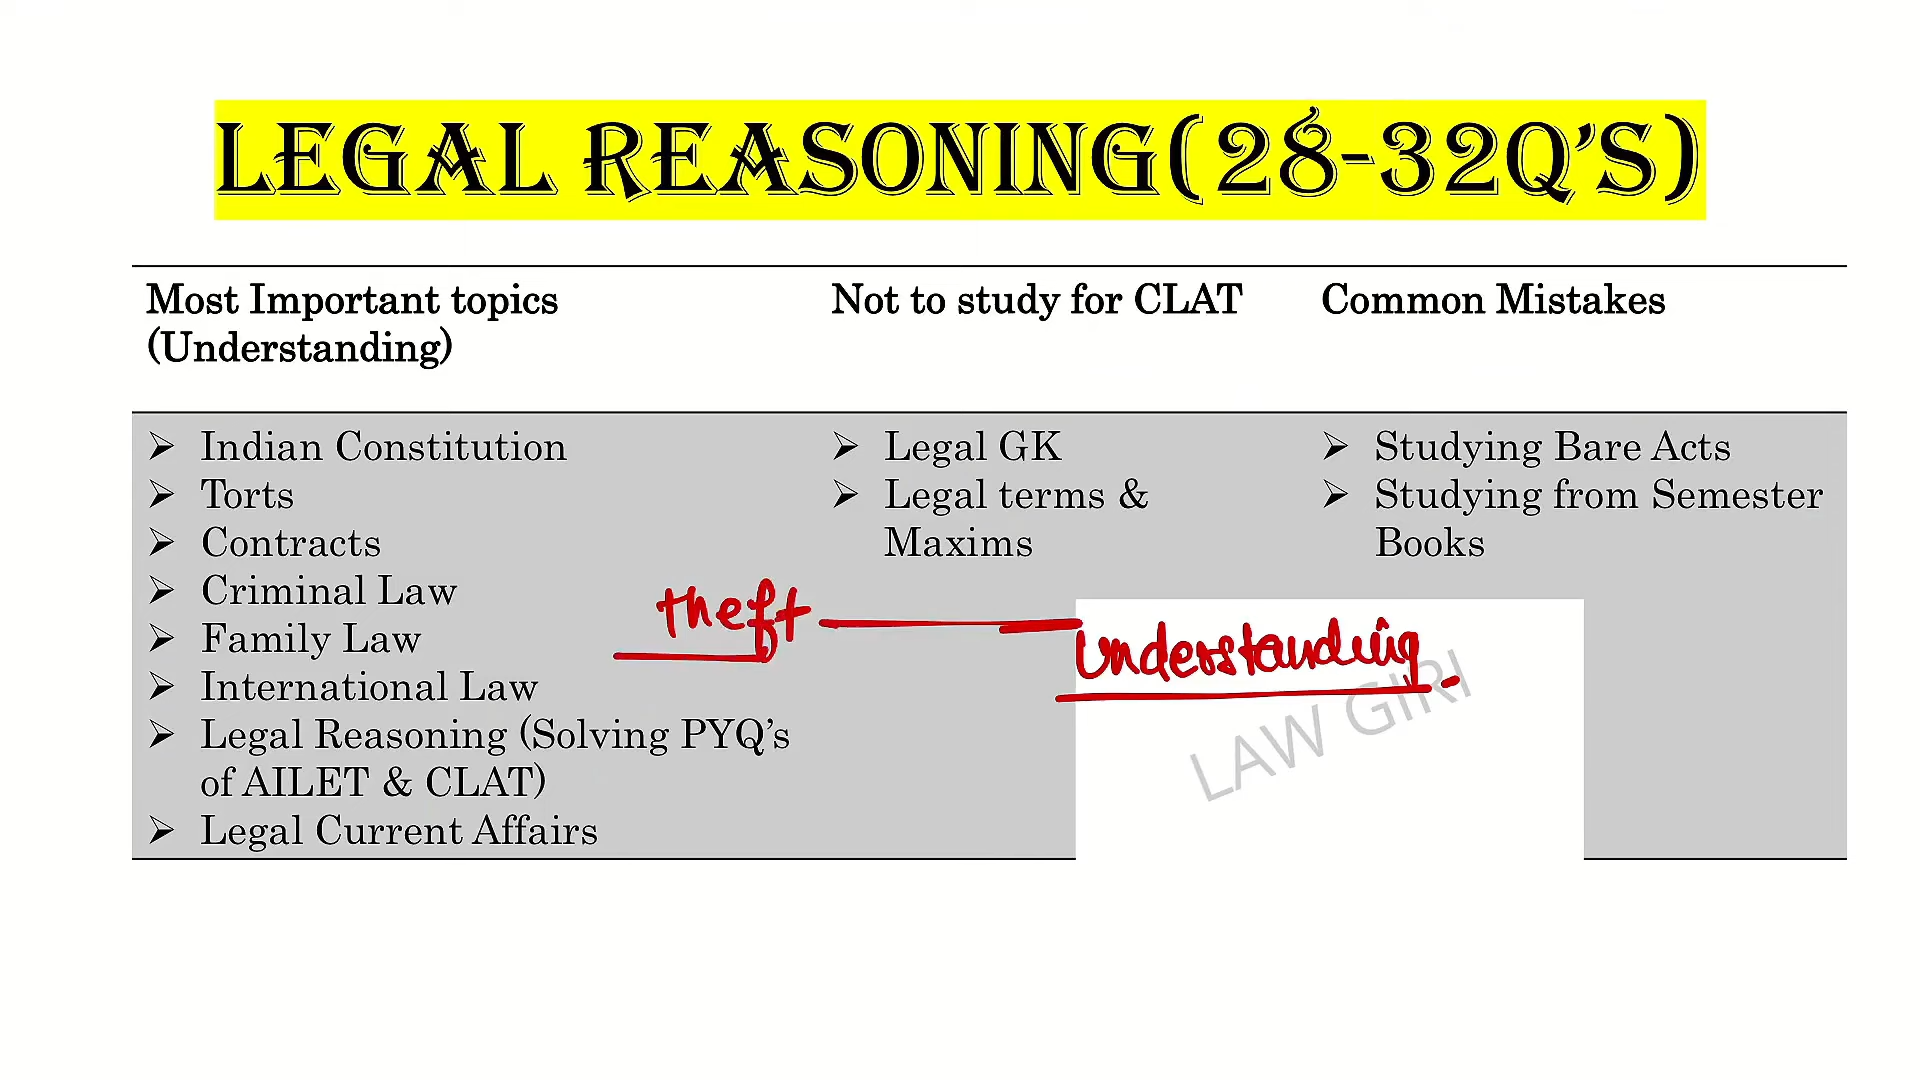 LEGAL REASONING(28-32Q’S)
Most Important topics
(Understanding)
Not to study for CLAT
Common Mistakes
➢ Indian Constitution
➢ Torts
➢ Contracts
➢ Criminal Law
➢ Family Law
➢ International Law
➢ Legal Reasoning (Solving PYQ’s
of AILET & CLAT)
➢ Legal Current Affairs
➢ Legal GK
➢ Legal terms &
Maxims
➢ Studying Bare Acts
➢ Studying from Semester
Books
theft
Understanding.
LAW GIRI